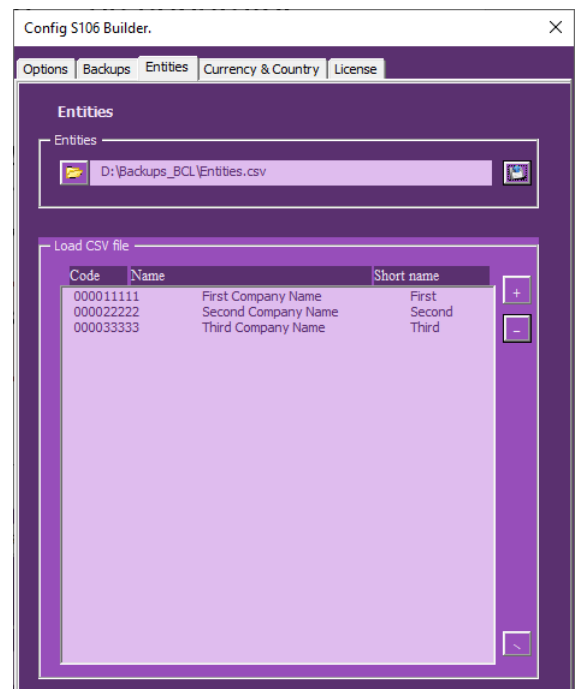 Config S106 Builder.
Options Backups Entities Currency & Country License
Entities
Entities
D:\Backups_BCL\Entities.csv
Load CSV file
Code Name Short name
000011111 First Company Name First
000022222 Second Company Name Second
000033333 Third Company Name Third
+
-